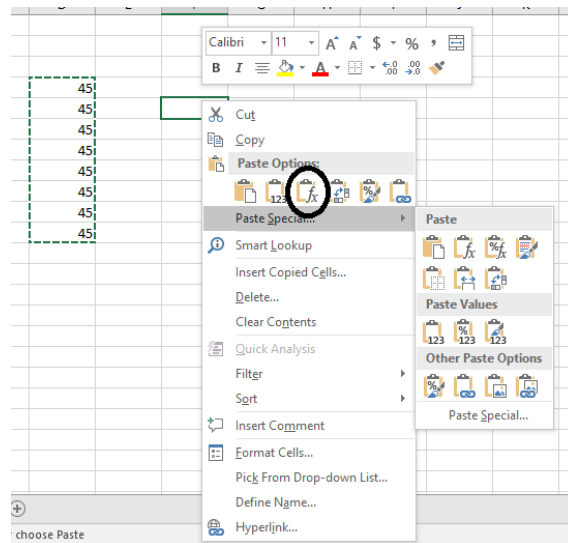 Calibri 11 A A $ % ,
B I A .00 .00
45
45
45
45
45
45
45
45
Cut
Copy
Paste Options:
123 fx %
Paste Special...
Smart Lookup
Insert Copied Cells...
Delete...
Clear Contents
Quick Analysis
Filter
Sort
Insert Comment
Format Cells...
Pick From Drop-down List...
Define Name...
Hyperlink...
Paste
fx %fx
Paste Values
123 % 123 123
Other Paste Options
%
Paste Special...
choose Paste